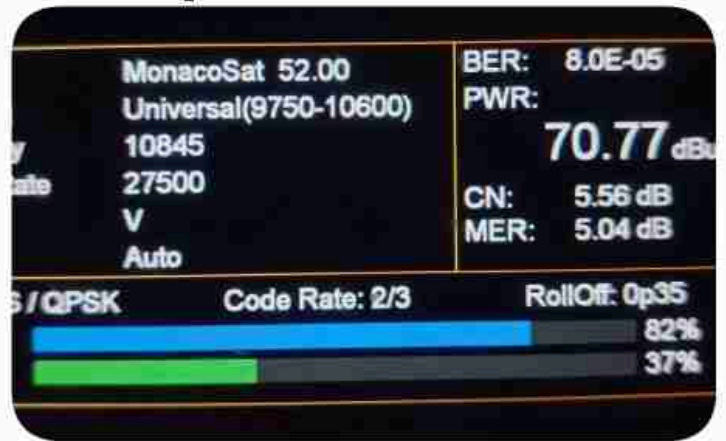 MonacoSat 52.00
Universal(9750-10600)
10845
27500
V
Auto
BER: 8.0E-05
PWR:
70.77 dBu
CN: 5.56 dB
MER: 5.04 dB
S / QPSK Code Rate: 2/3 RollOff: 0p35
82%
37%